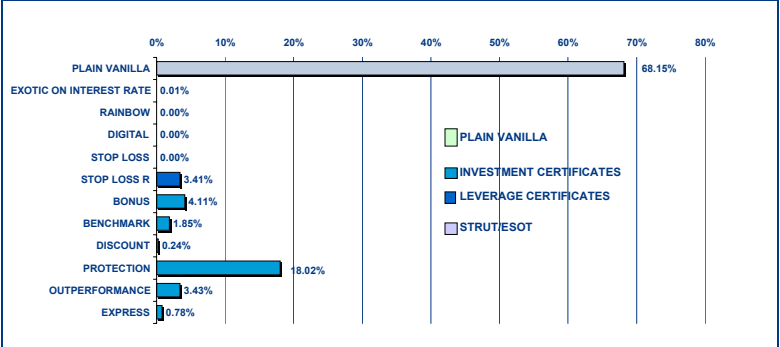 0% 10% 20% 30% 40% 50% 60% 70% 80%
PLAIN VANILLA 68.15%
EXOTIC ON INTEREST RATE 0.01%
RAINBOW 0.00%
DIGITAL 0.00%
STOP LOSS 0.00%
STOP LOSS R 3.41%
BONUS 4.11%
BENCHMARK 1.85%
DISCOUNT 0.24%
PROTECTION 18.02%
OUTPERFORMANCE 3.43%
EXPRESS 0.78%
PLAIN VANILLA
INVESTMENT CERTIFICATES
LEVERAGE CERTIFICATES
STRUT/ESOT